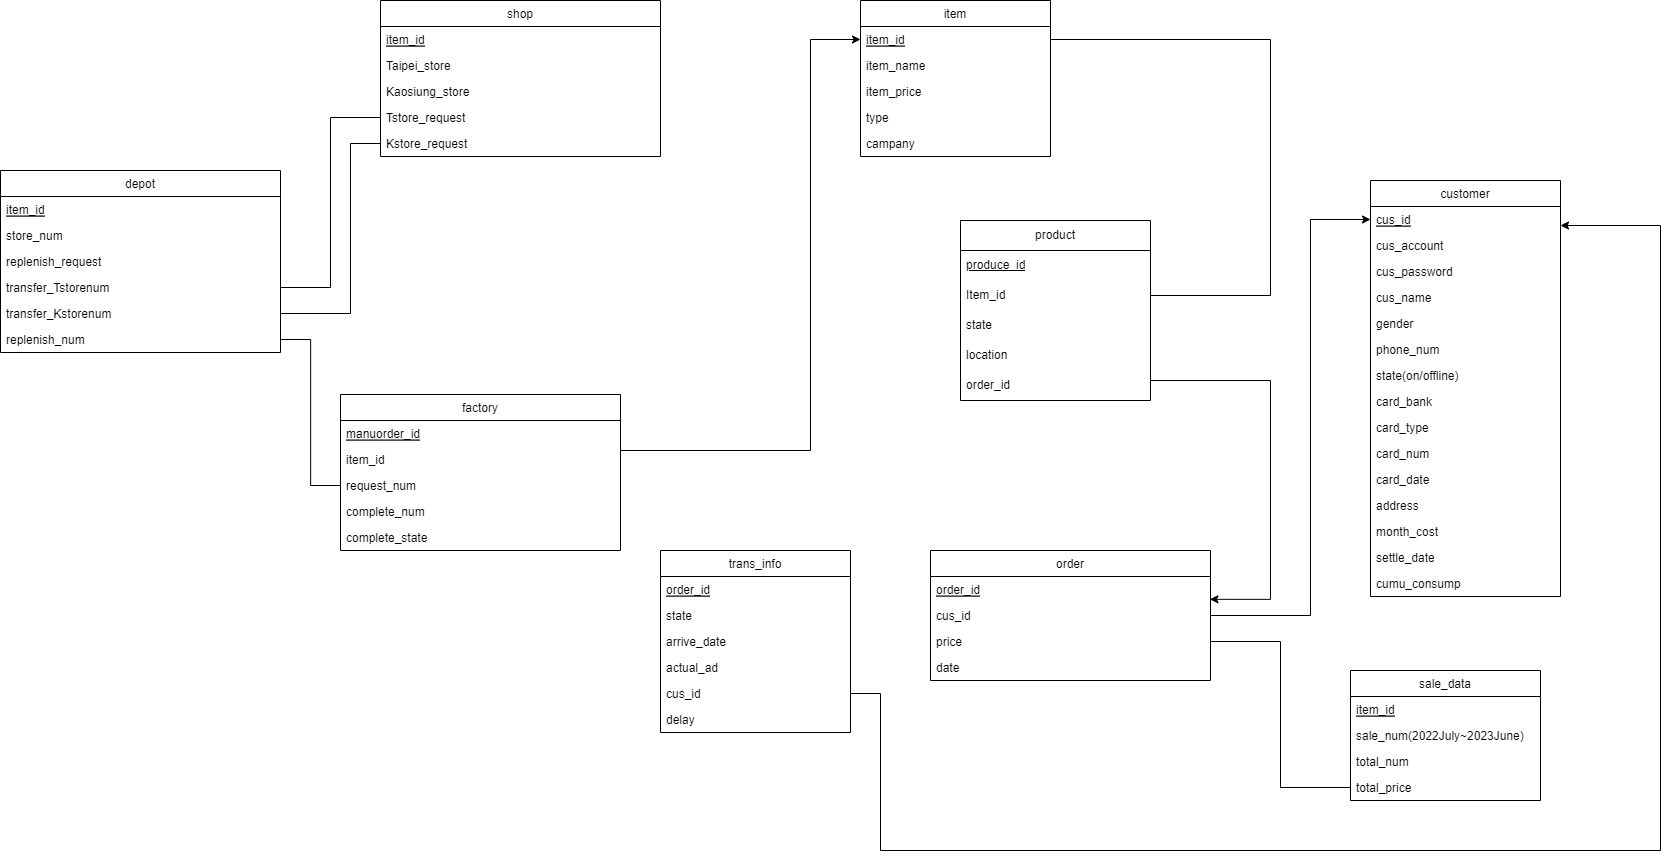 shop
item_id
Taipei_store
Kaosiung_store
Tstore_request
Kstore_request
item
item_id
item_name
item_price
type
campany
depot
item_id
store_num
replenish_request
transfer_Tstorenum
transfer_Kstorenum
replenish_num
customer
cus_id
cus_account
cus_password
cus_name
gender
phone_num
state(on/offline)
card_bank
card_type
card_num
card_date
address
month_cost
settle_date
cumu_consump
product
produce_id
Item_id
state
location
order_id
factory
manuorder_id
item_id
request_num
complete_num
complete_state
trans_info
order_id
state
arrive_date
actual_ad
cus_id
delay
order
order_id
cus_id
price
date
sale_data
item_id
sale_num(2022July~2023June)
total_num
total_price